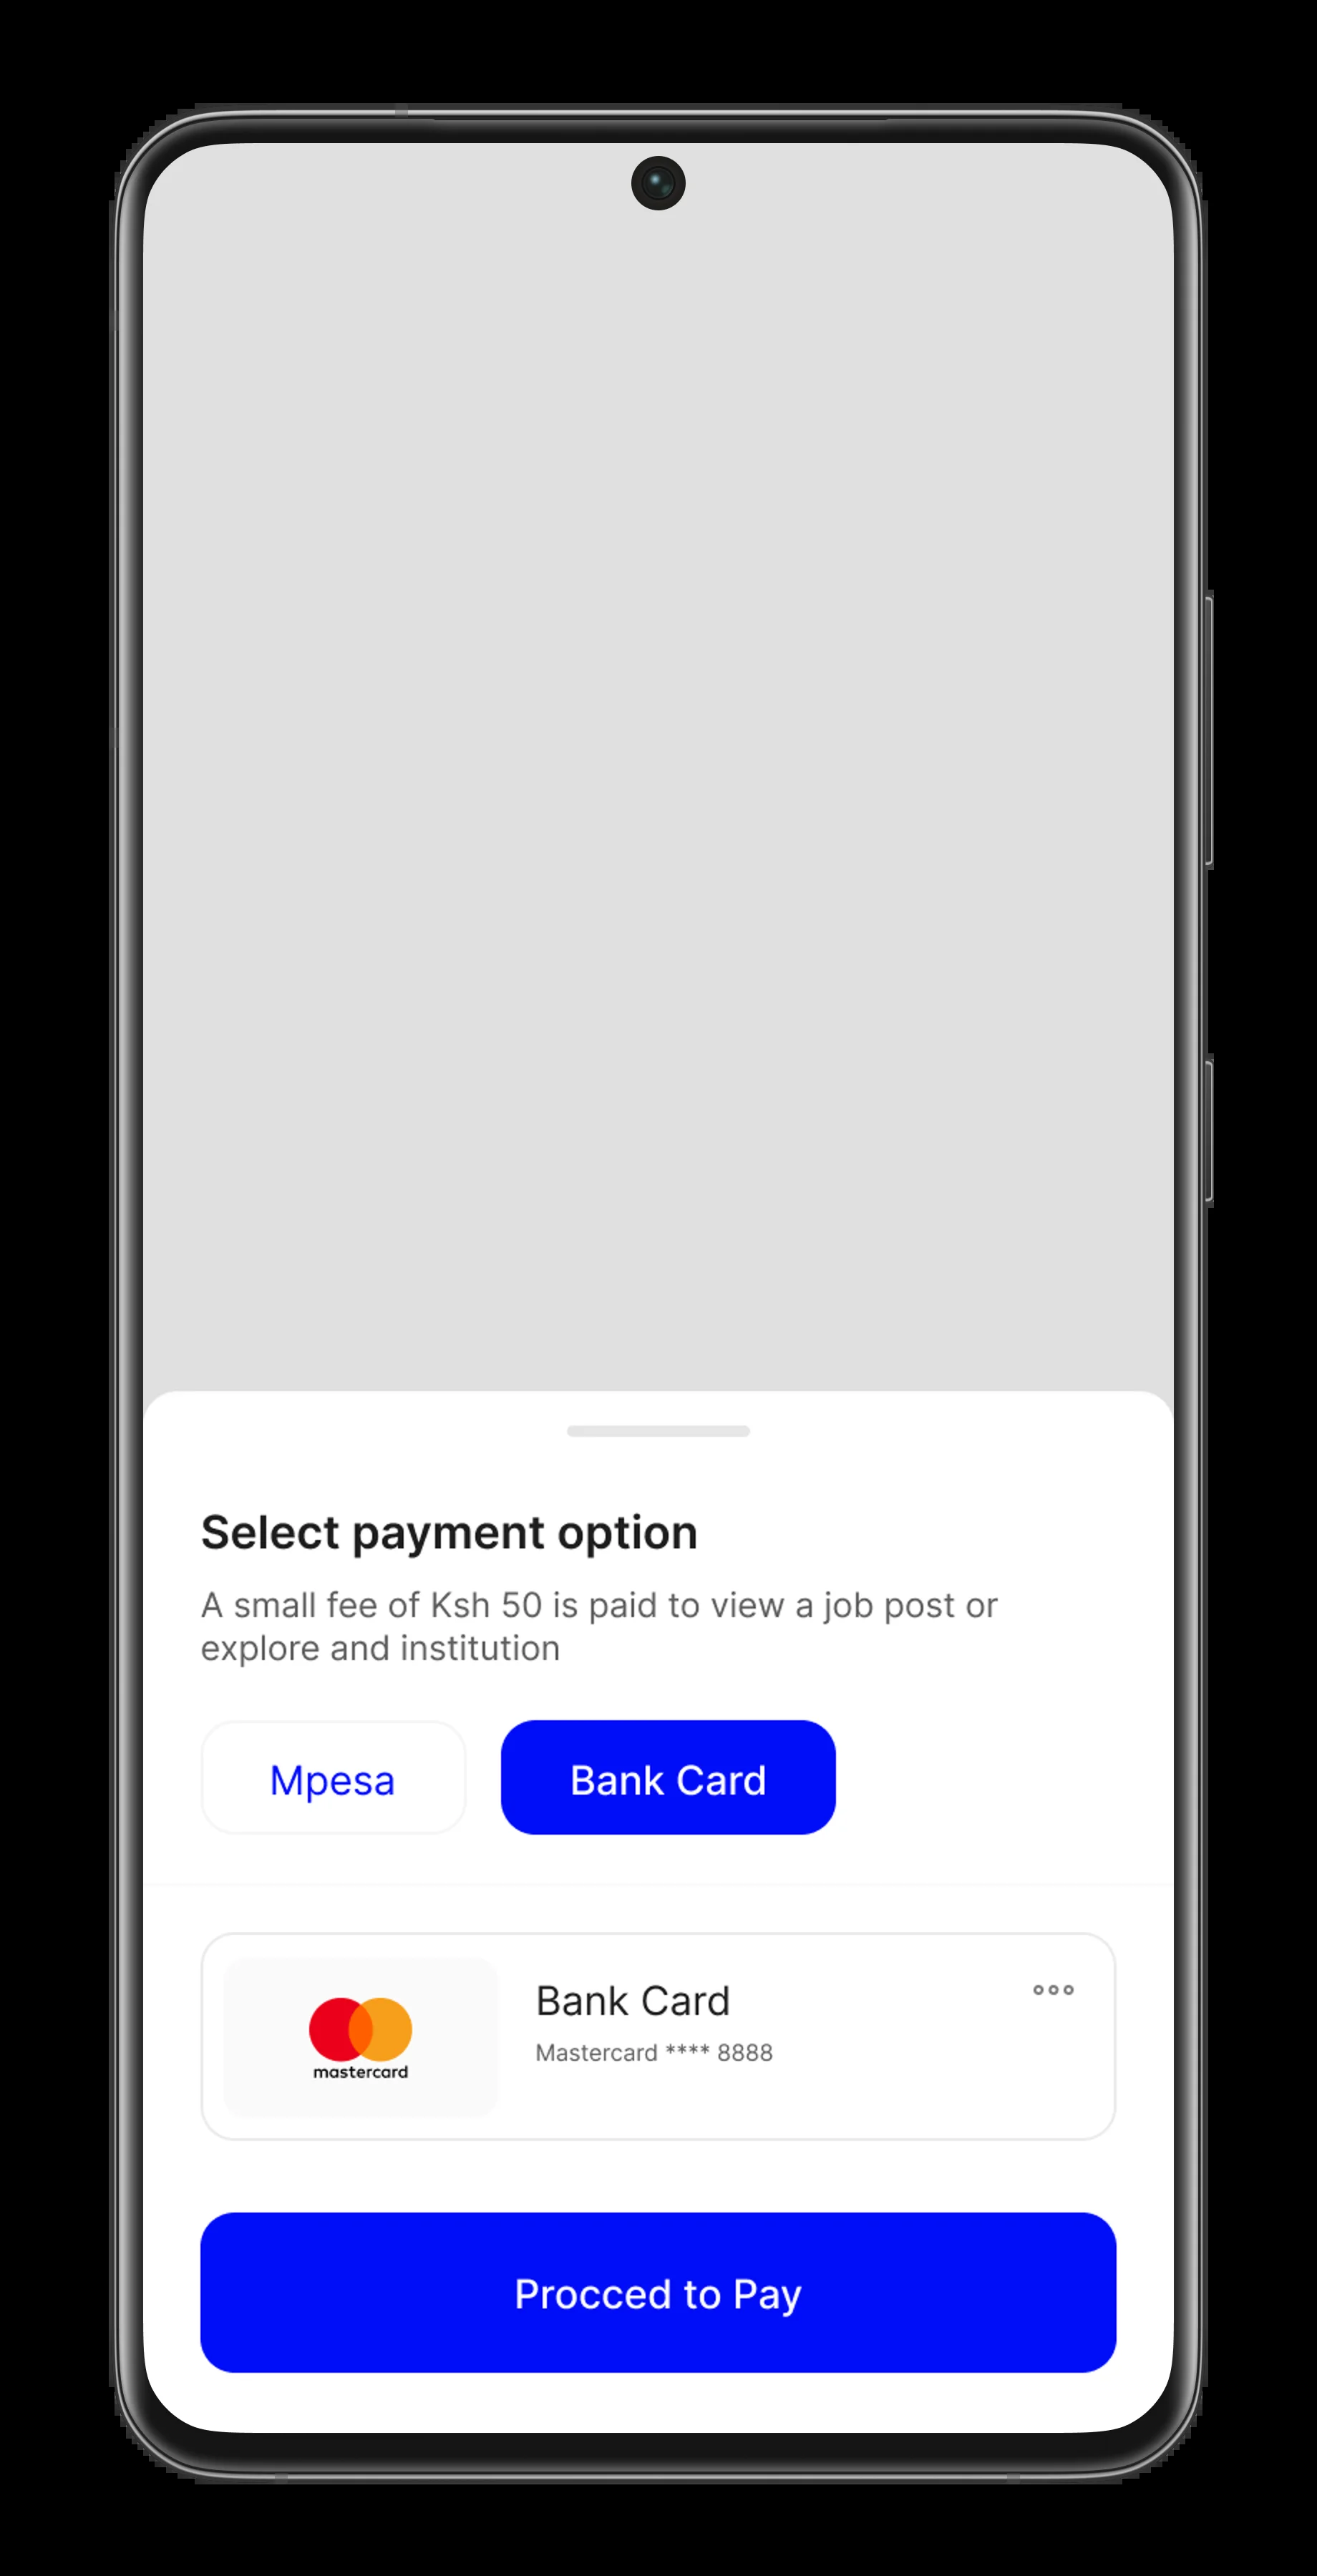 Select payment option
A small fee of Ksh 50 is paid to view a job post or
explore and institution
Mpesa
Bank Card
mastercard
Bank Card
Mastercard **** 8888
Procced to Pay